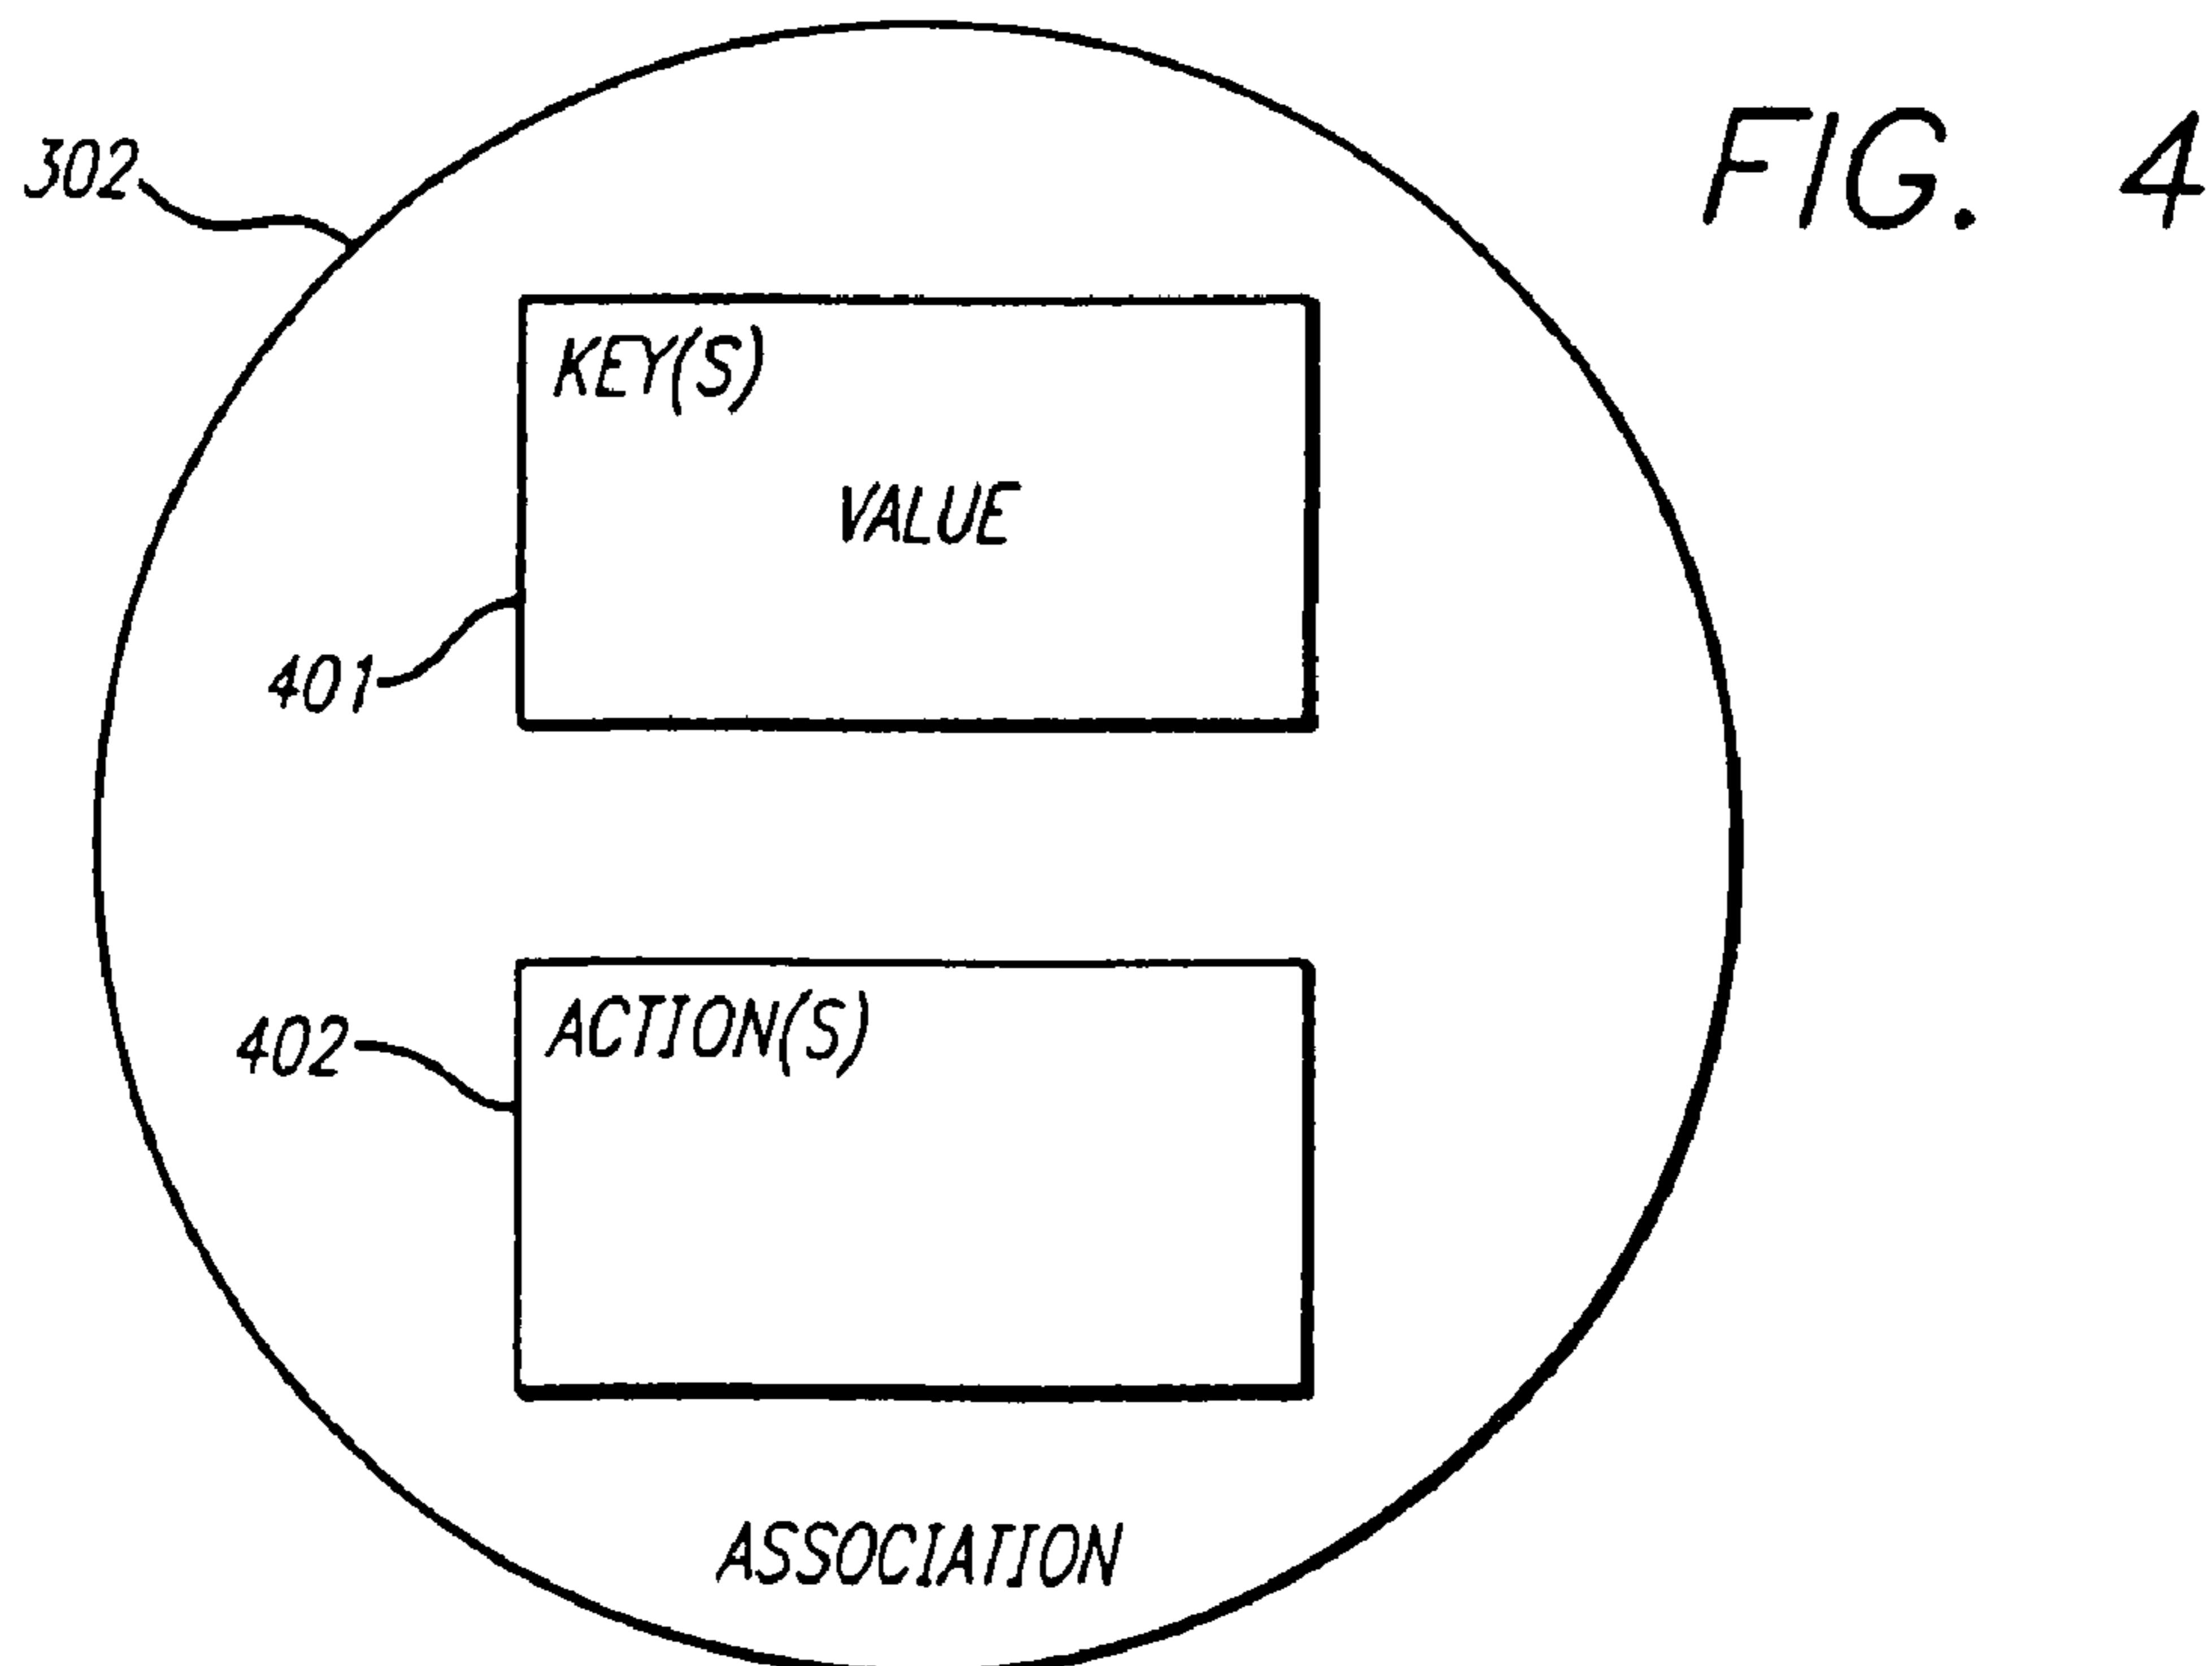 FIG. 4
302
KEY(S)
VALUE
401
402
ACTION(S)
ASSOCIATION